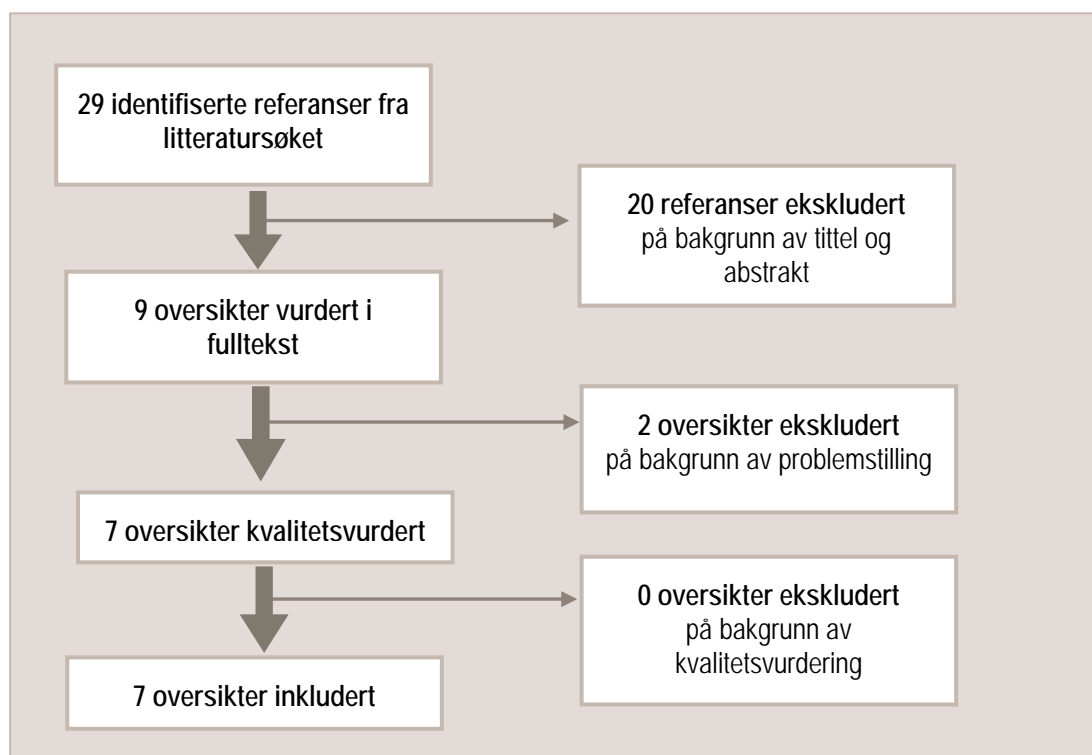 29 identifiserte referanser fra
litteratursøket
20 referanser ekskludert
på bakgrunn av tittel og
abstrakt
9 oversikter vurdert i
fulltekst
2 oversikter ekskludert
på bakgrunn av problemstilling
7 oversikter kvalitetsvurdert
0 oversikter ekskludert
på bakgrunn av
kvalitetsvurdering
7 oversikter inkludert